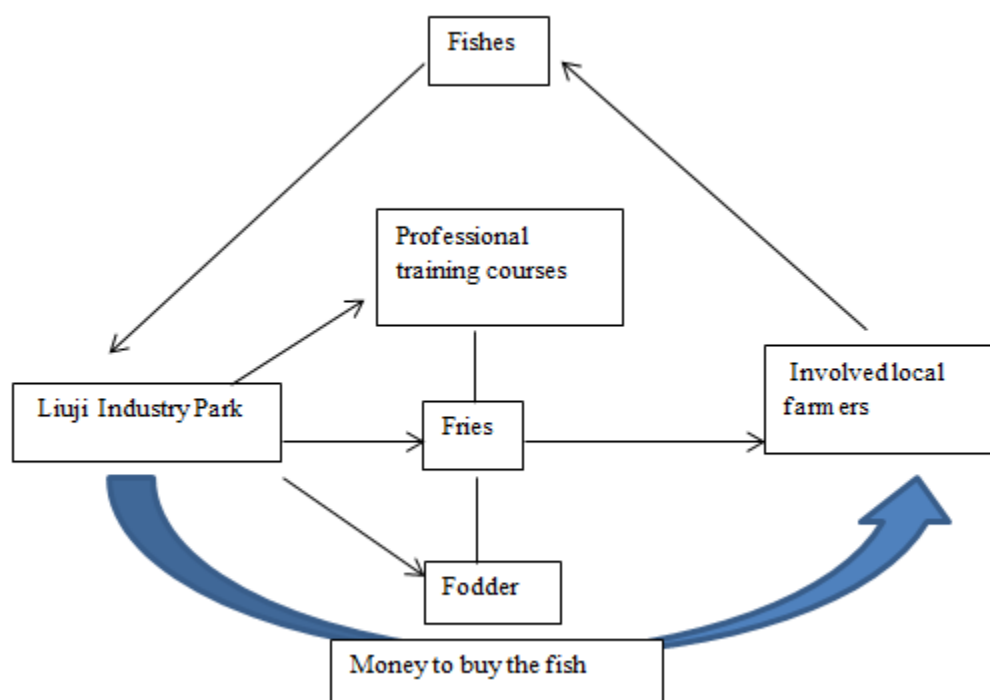 Fishes
Professional
training courses
Involved local
farmers
Liuji Industry Park
Fries
Fodder
Money to buy the fish